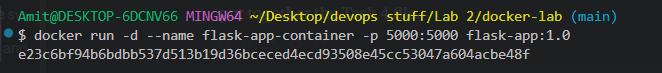 Amit@DESKTOP-6DCNV66 MINGW64 ~/Desktop/devops stuff/Lab 2/docker-lab (main)
$ docker run -d --name flask-app-container -p 5000:5000 flask-app:1.0
e23c6bf94b6bdbb537d513b19d36bceced4ecd93508e45cc53047a604acbe48f